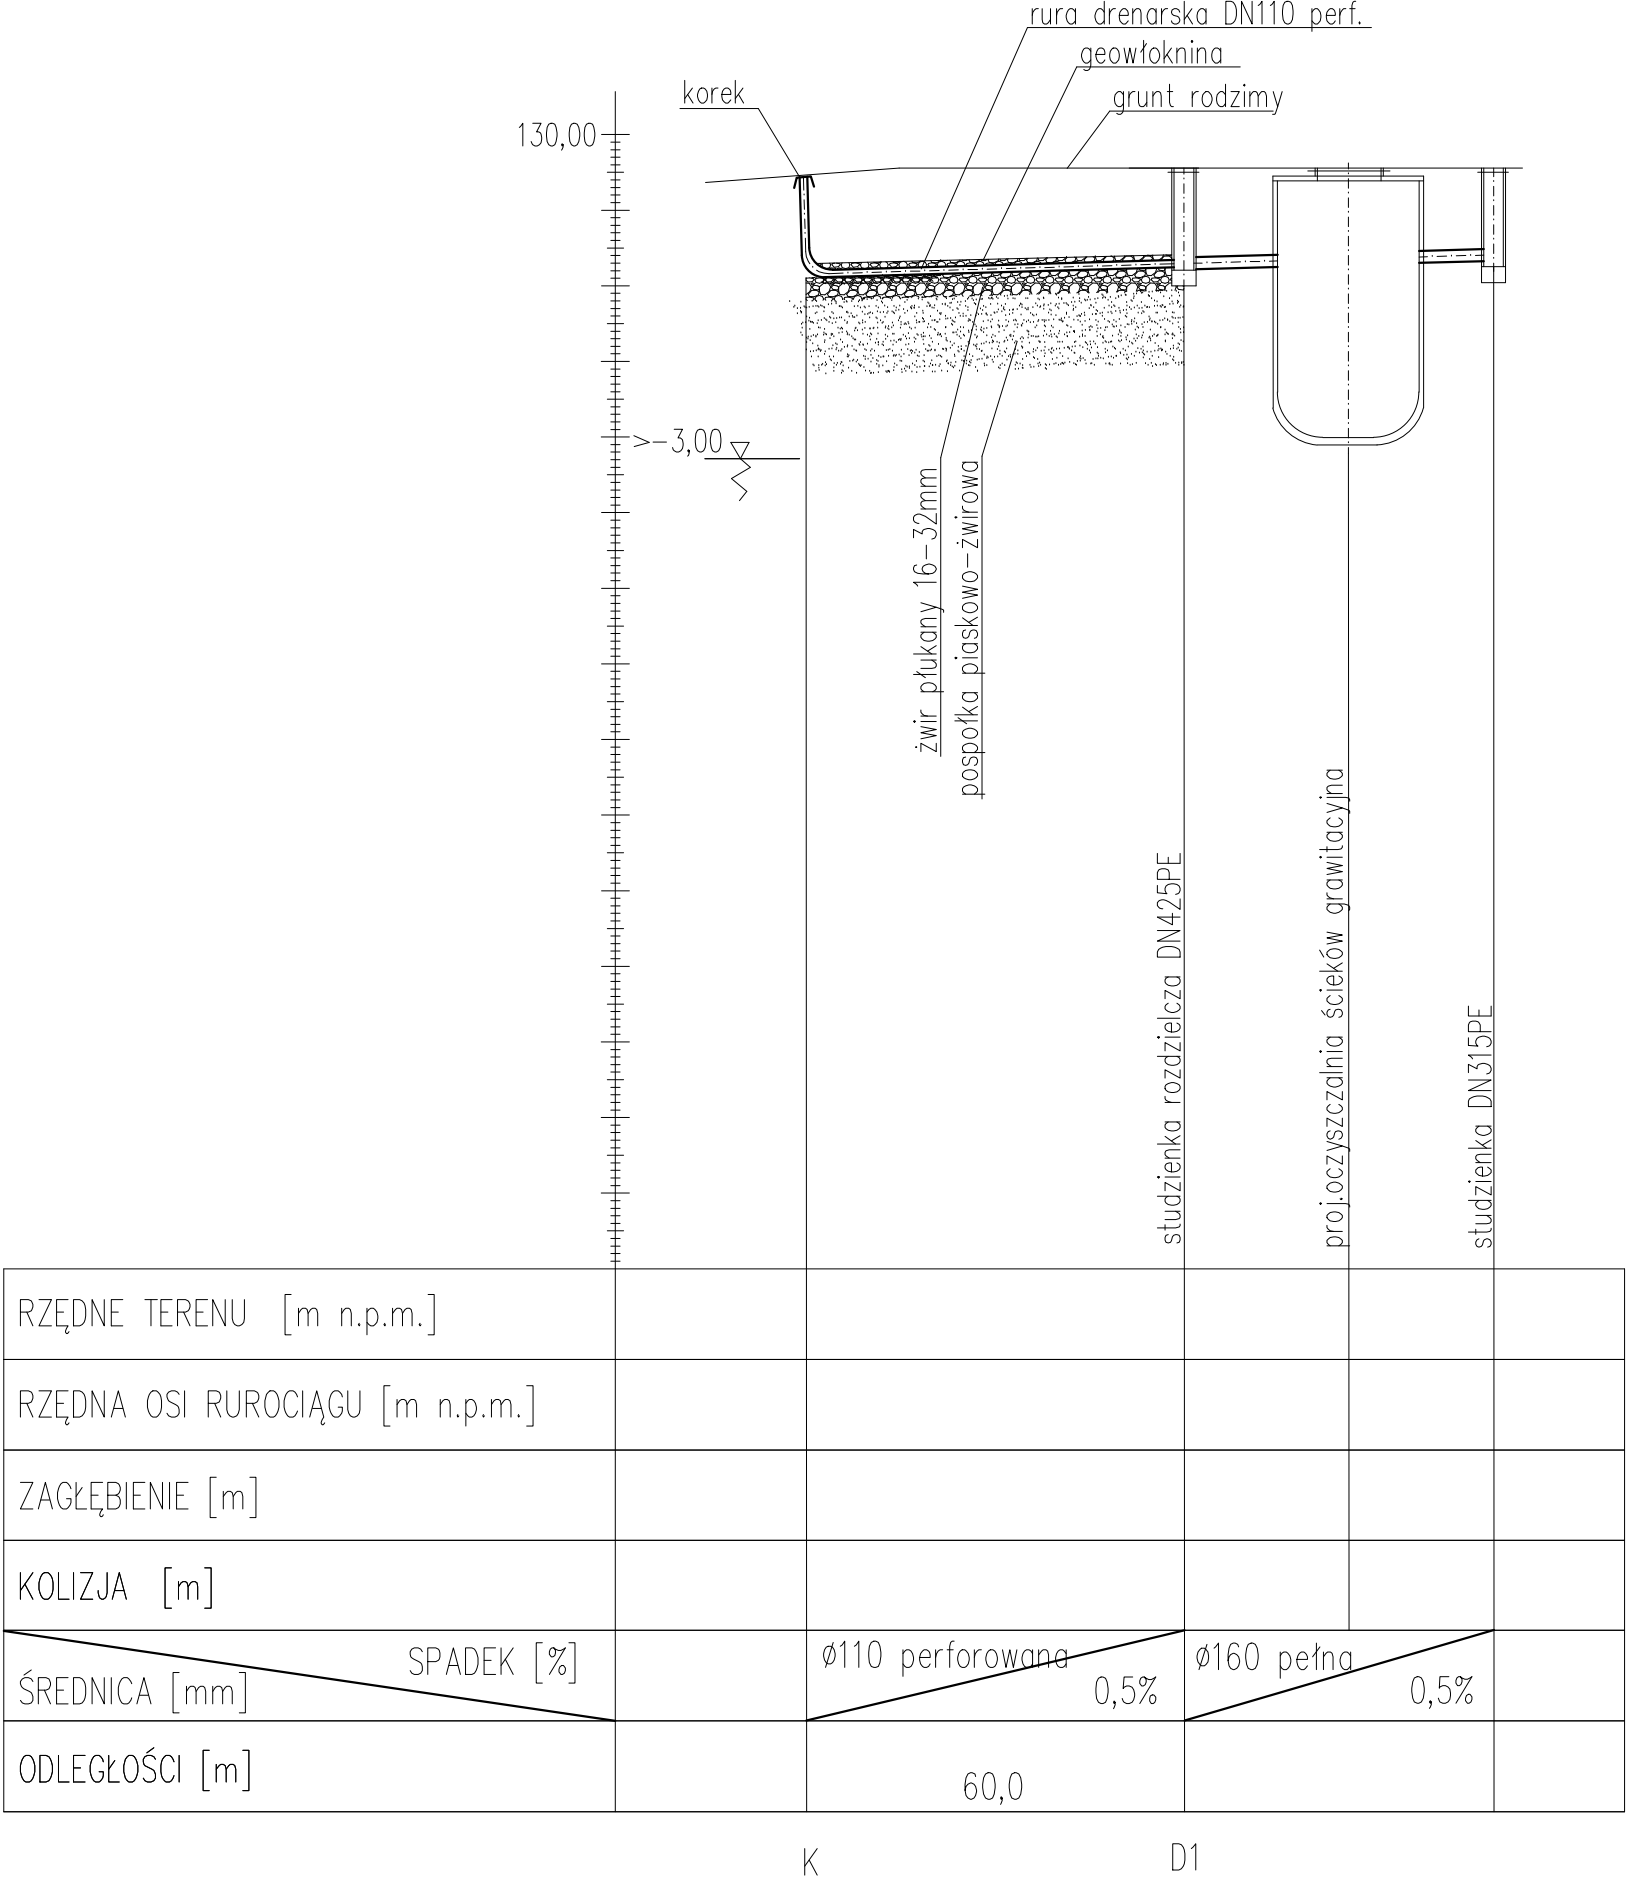 rura drenarska DN110 perf.
geowłóknina
grunt rodzimy
korek
130,00
>-3,00
żwir płukany 16-32mm
pospołka piaskowo-żwirowa
studzienka rozdzielcza DN425PE
proj.oczyszczalnia ścieków grawitacyjna
studzienka DN315PE
RZĘDNE TERENU [m n.p.m.]
RZĘDNA OSI RUROCIĄGU [m n.p.m.]
ZAGŁĘBIENIE [m]
KOLIZJA [m]
SPADEK [%]
ŚREDNICA [mm]
Ø110 perforowana
0,5%
Ø160 pełna
0,5%
ODLEGŁOŚCI [m]
60,0
K
D1